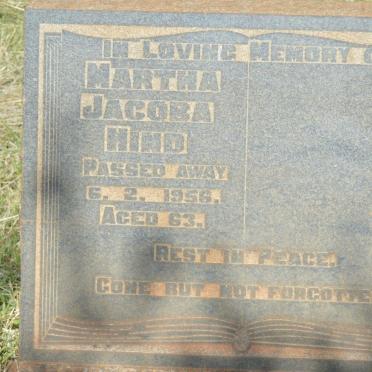 In Loving Memory O
Martha
Jacoba
Hind
Passed away
6. 2. 1956.
Aged 63.
Rest in Peace.
Gone but not forgotte